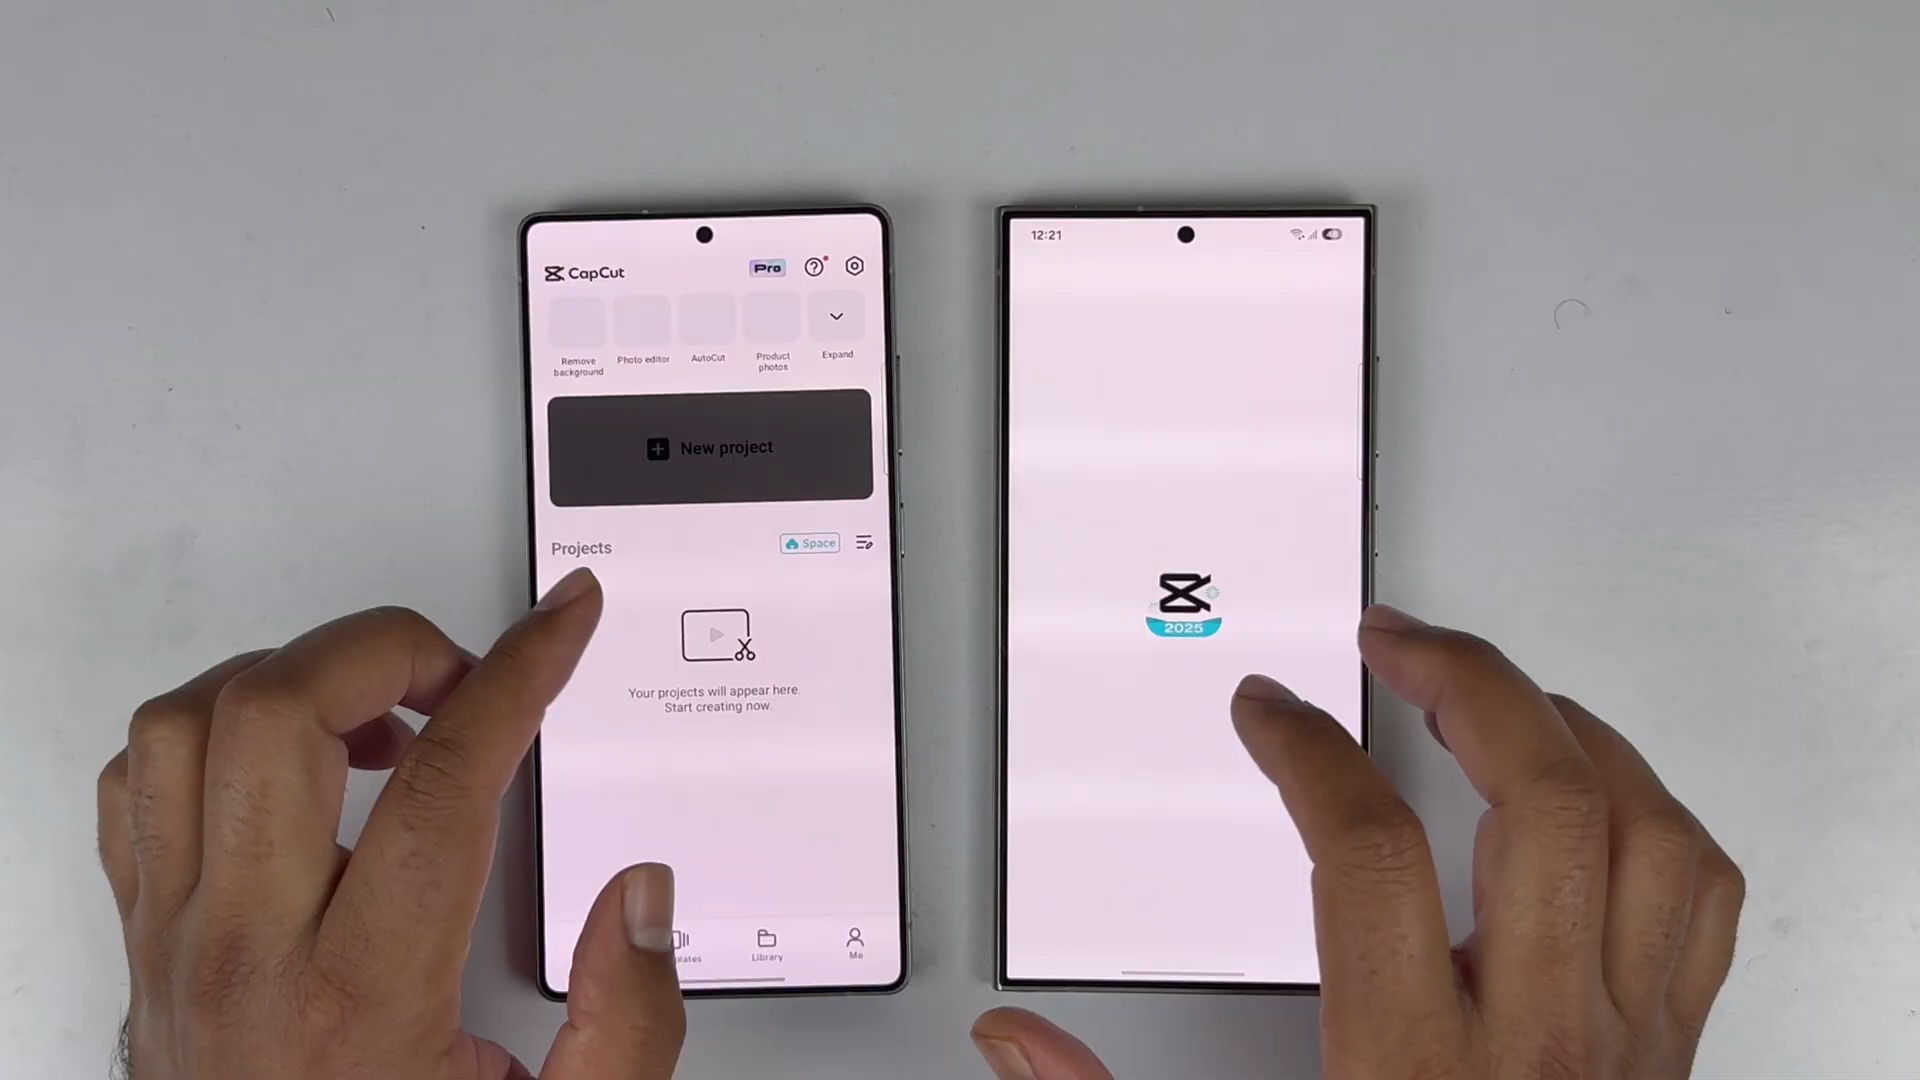 CapCut
Pro
Remove
background
Photo editor
AutoCut
Product
photos
Expand
New project
Projects
Space
Your projects will appear here.
Start creating now.
plates
Library
Me
12:21
48
2025